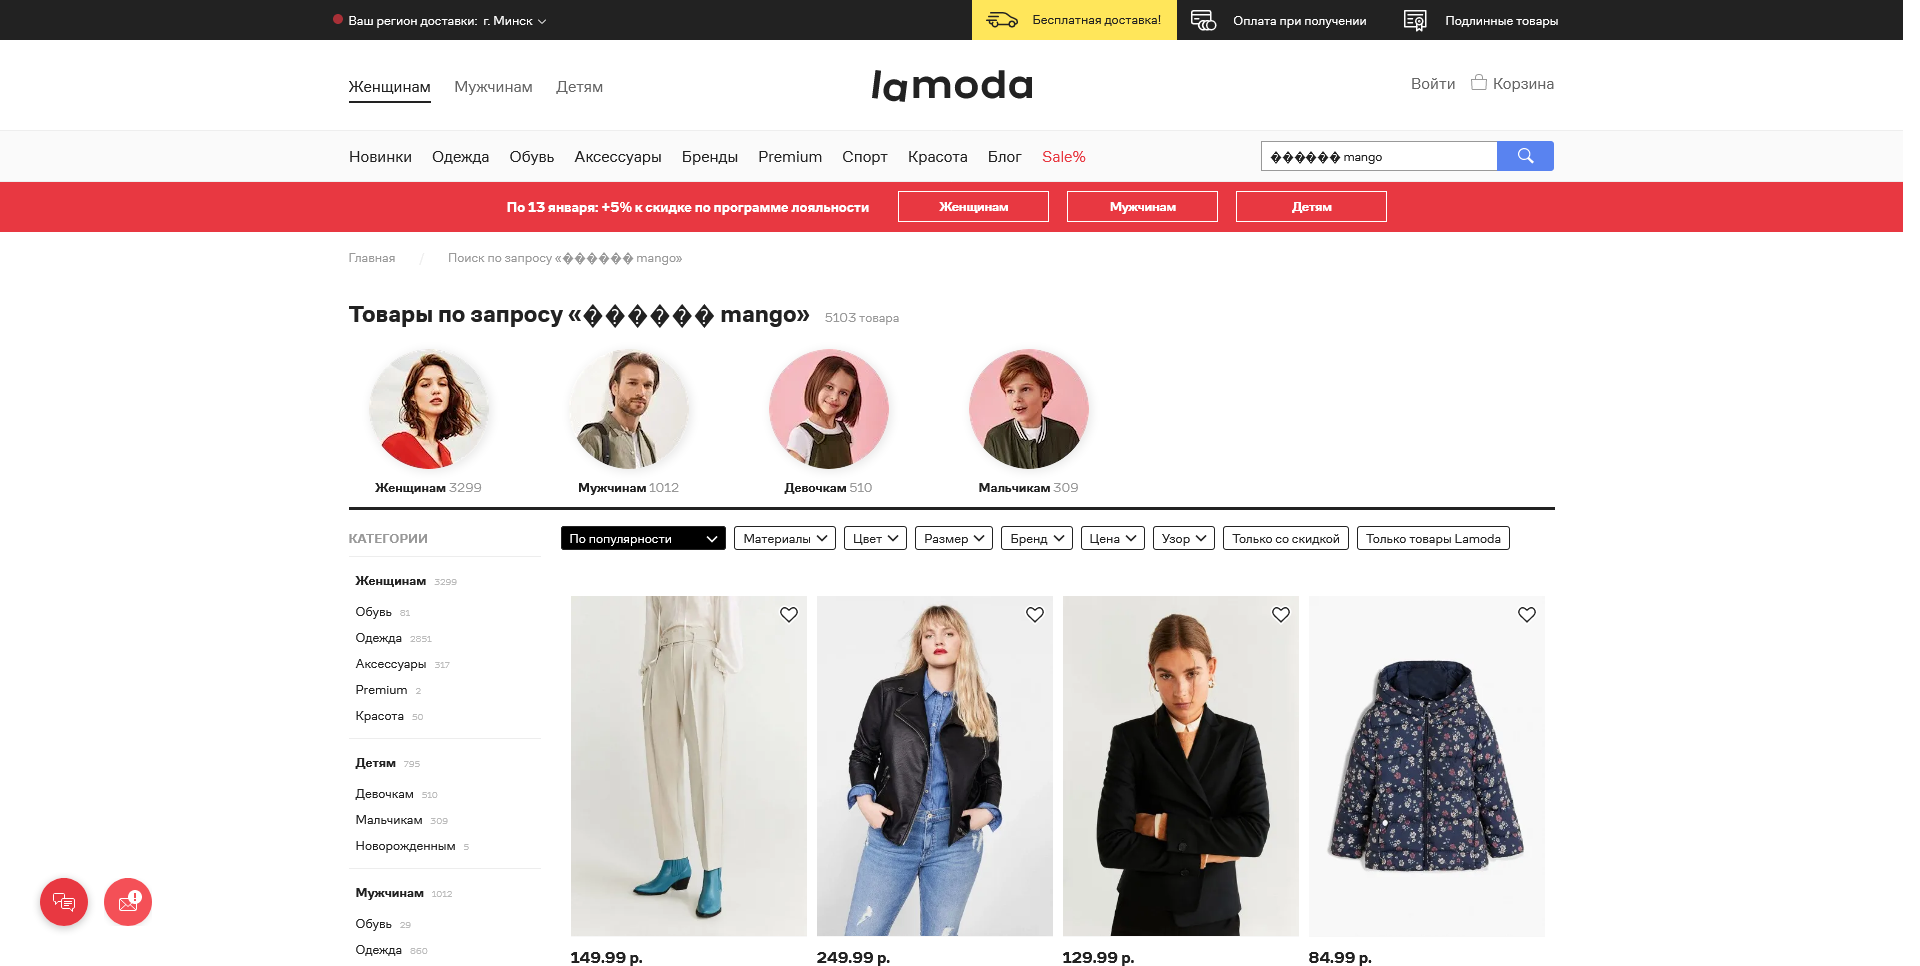 Ваш регион доставки: г. Минск
Бесплатная доставка!
Оплата при получении
Подлинные товары
Женщинам Мужчинам Детям
lamoda
Войти Корзина
Новинки Одежда Обувь Аксессуары Бренды Premium Спорт Красота Блог Sale%
������ mango
По 13 января: +5% к скидке по программе лояльности
Женщинам
Мужчинам
Детям
Главная / Поиск по запросу «������ mango»
Товары по запросу «������ mango» 5103 товара
Женщинам 3299
Мужчинам 1012
Девочкам 510
Мальчикам 309
КАТЕГОРИИ
Женщинам 3299
Обувь 81
Одежда 2851
Аксессуары 317
Premium 2
Красота 50
Детям 795
Девочкам 510
Мальчикам 309
Новорожденным 5
Мужчинам 1012
Обувь 29
Одежда 860
По популярности
Материалы
Цвет
Размер
Бренд
Цена
Узор
Только со скидкой
Только товары Lamoda
149.99 р.
249.99 р.
129.99 р.
84.99 р.